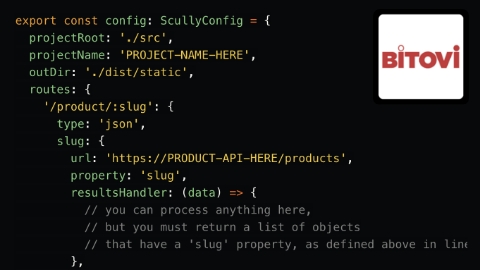 export const config: ScullyConfig = {
projectRoot: './src',
projectName: 'PROJECT-NAME-HERE',
outDir: './dist/static',
routes: {
'/product/:slug': {
type: 'json',
slug: {
url: 'https://PRODUCT-API-HERE/products',
property: 'slug',
resultsHandler: (data) => {
// you can process anything here,
// but you must return a list of objects
// that have a 'slug' property, as defined above in line
},
BiTOVi